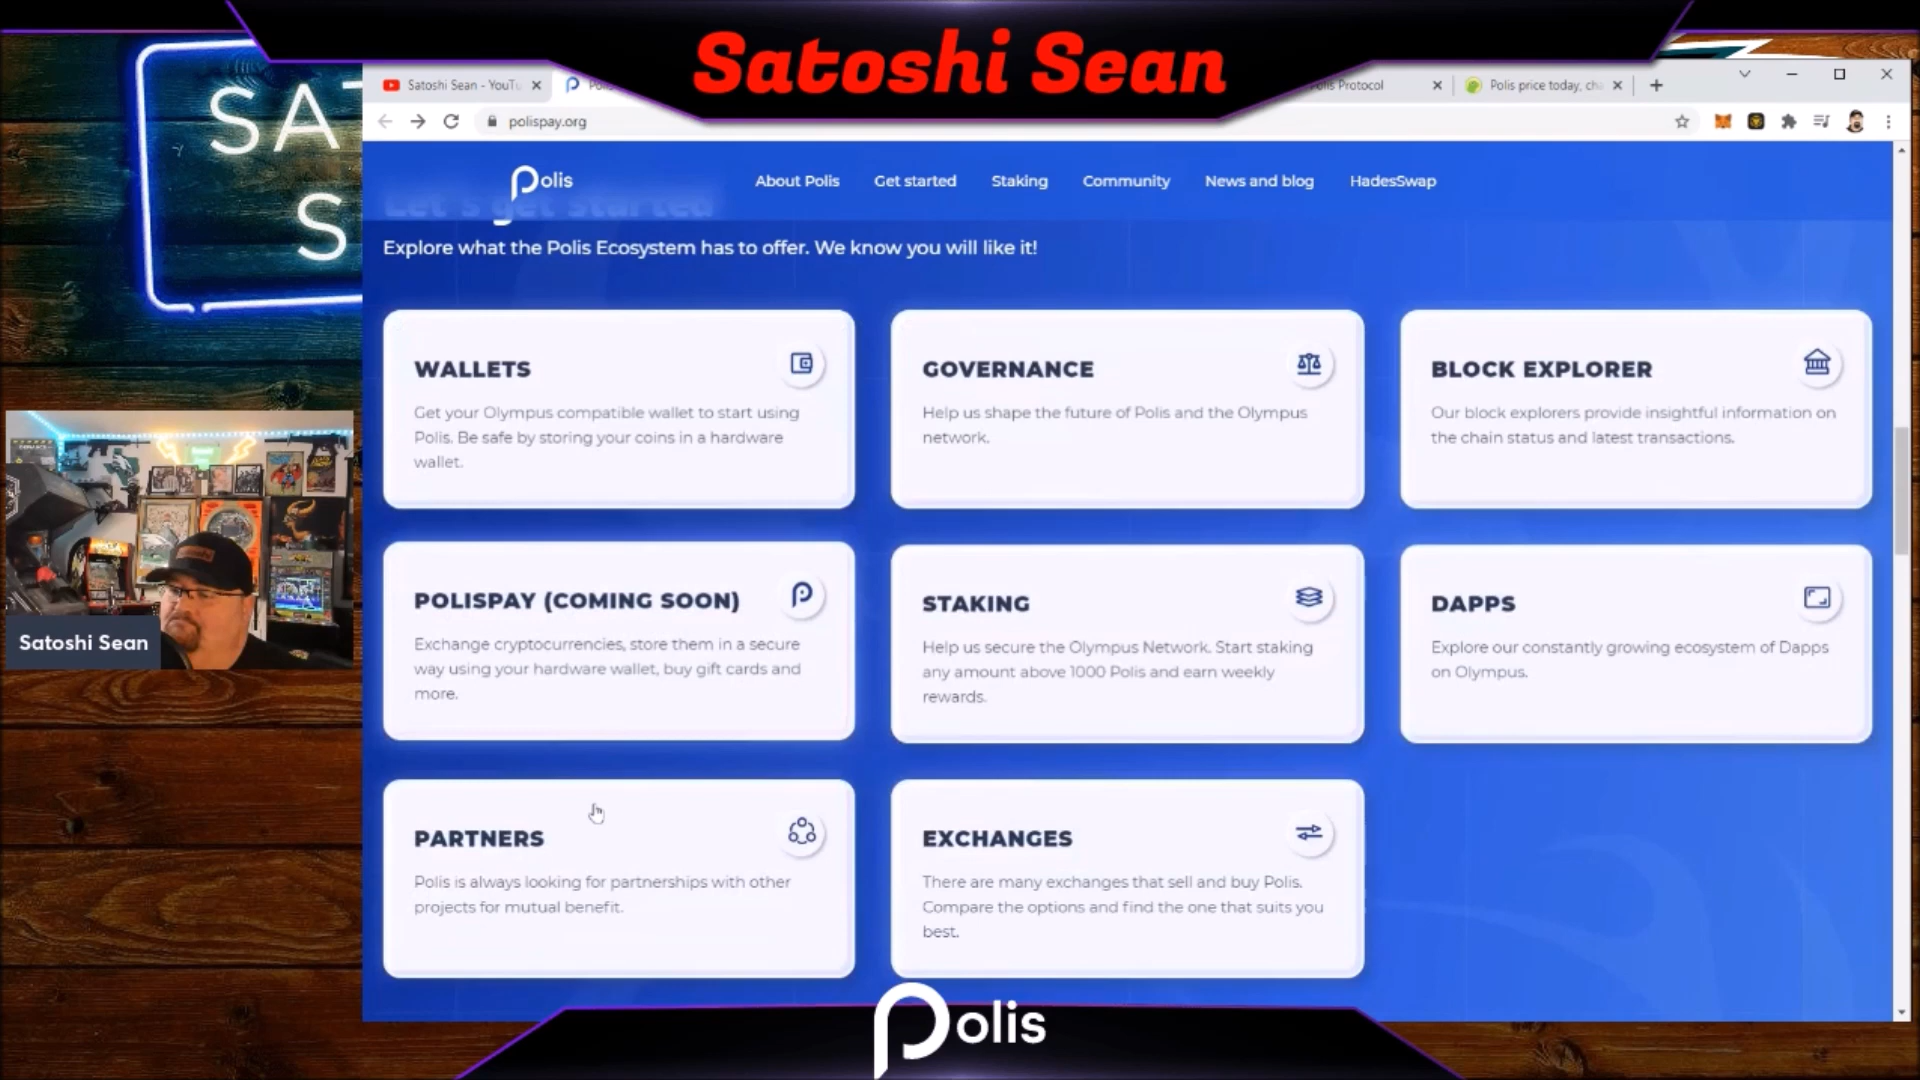 Satoshi Sean
SAT
S
Satoshi Sean - YouTu
Polis Protocol
Polis price today, cha
polispay.org
Polis
About Polis
Get started
Staking
Community
News and blog
HadesSwap
Let's get started
Explore what the Polis Ecosystem has to offer. We know you will like it!
WALLETS
Get your Olympus compatible wallet to start using
Polis. Be safe by storing your coins in a hardware
wallet.
GOVERNANCE
Help us shape the future of Polis and the Olympus
network.
BLOCK EXPLORER
Our block explorers provide insightful information on
the chain status and latest transactions.
POLISPAY (COMING SOON)
Exchange cryptocurrencies, store them in a secure
way using your hardware wallet, buy gift cards and
more.
STAKING
Help us secure the Olympus Network. Start staking
any amount above 1000 Polis and earn weekly
rewards.
DAPPS
Explore our constantly growing ecosystem of Dapps
on Olympus.
Satoshi Sean
PARTNERS
Polis is always looking for partnerships with other
projects for mutual benefit.
EXCHANGES
There are many exchanges that sell and buy Polis.
Compare the options and find the one that suits you
best.
Polis